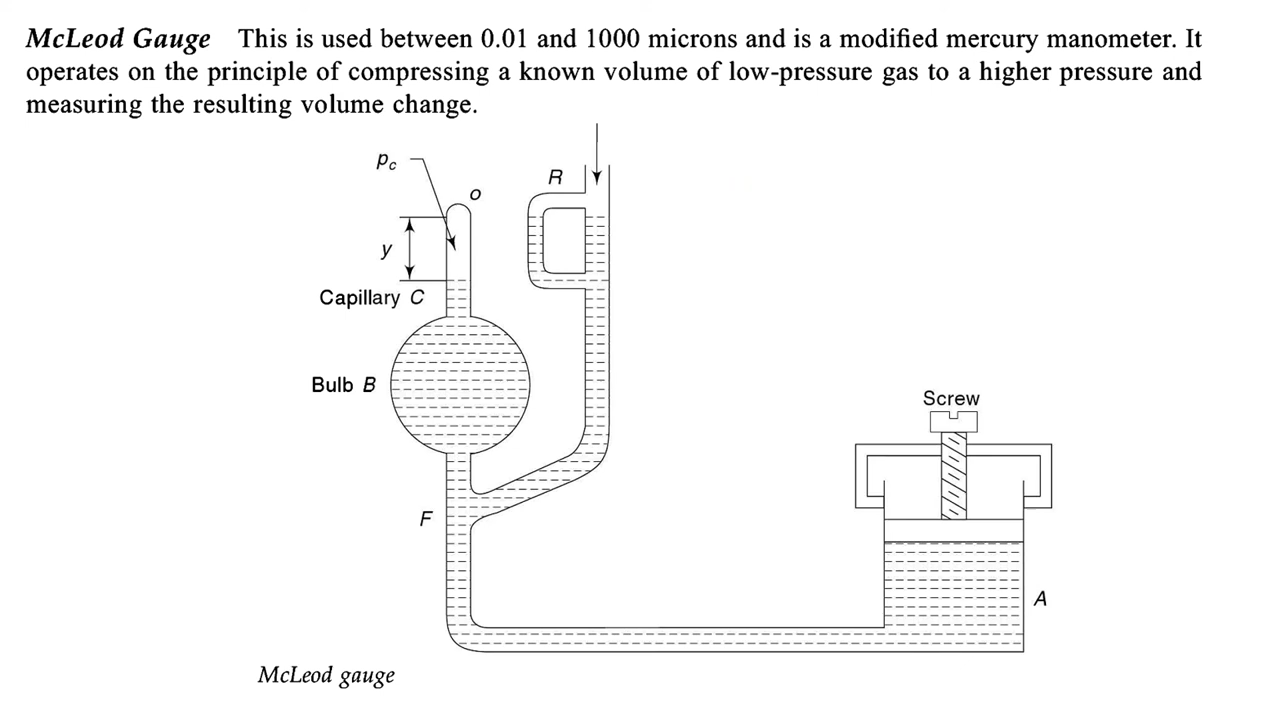 McLeod Gauge This is used between 0.01 and 1000 microns and is a modified mercury manometer. It
operates on the principle of compressing a known volume of low-pressure gas to a higher pressure and
measuring the resulting volume change.
pc
R
o
y
Capillary C
Bulb B
Screw
F
A
McLeod gauge